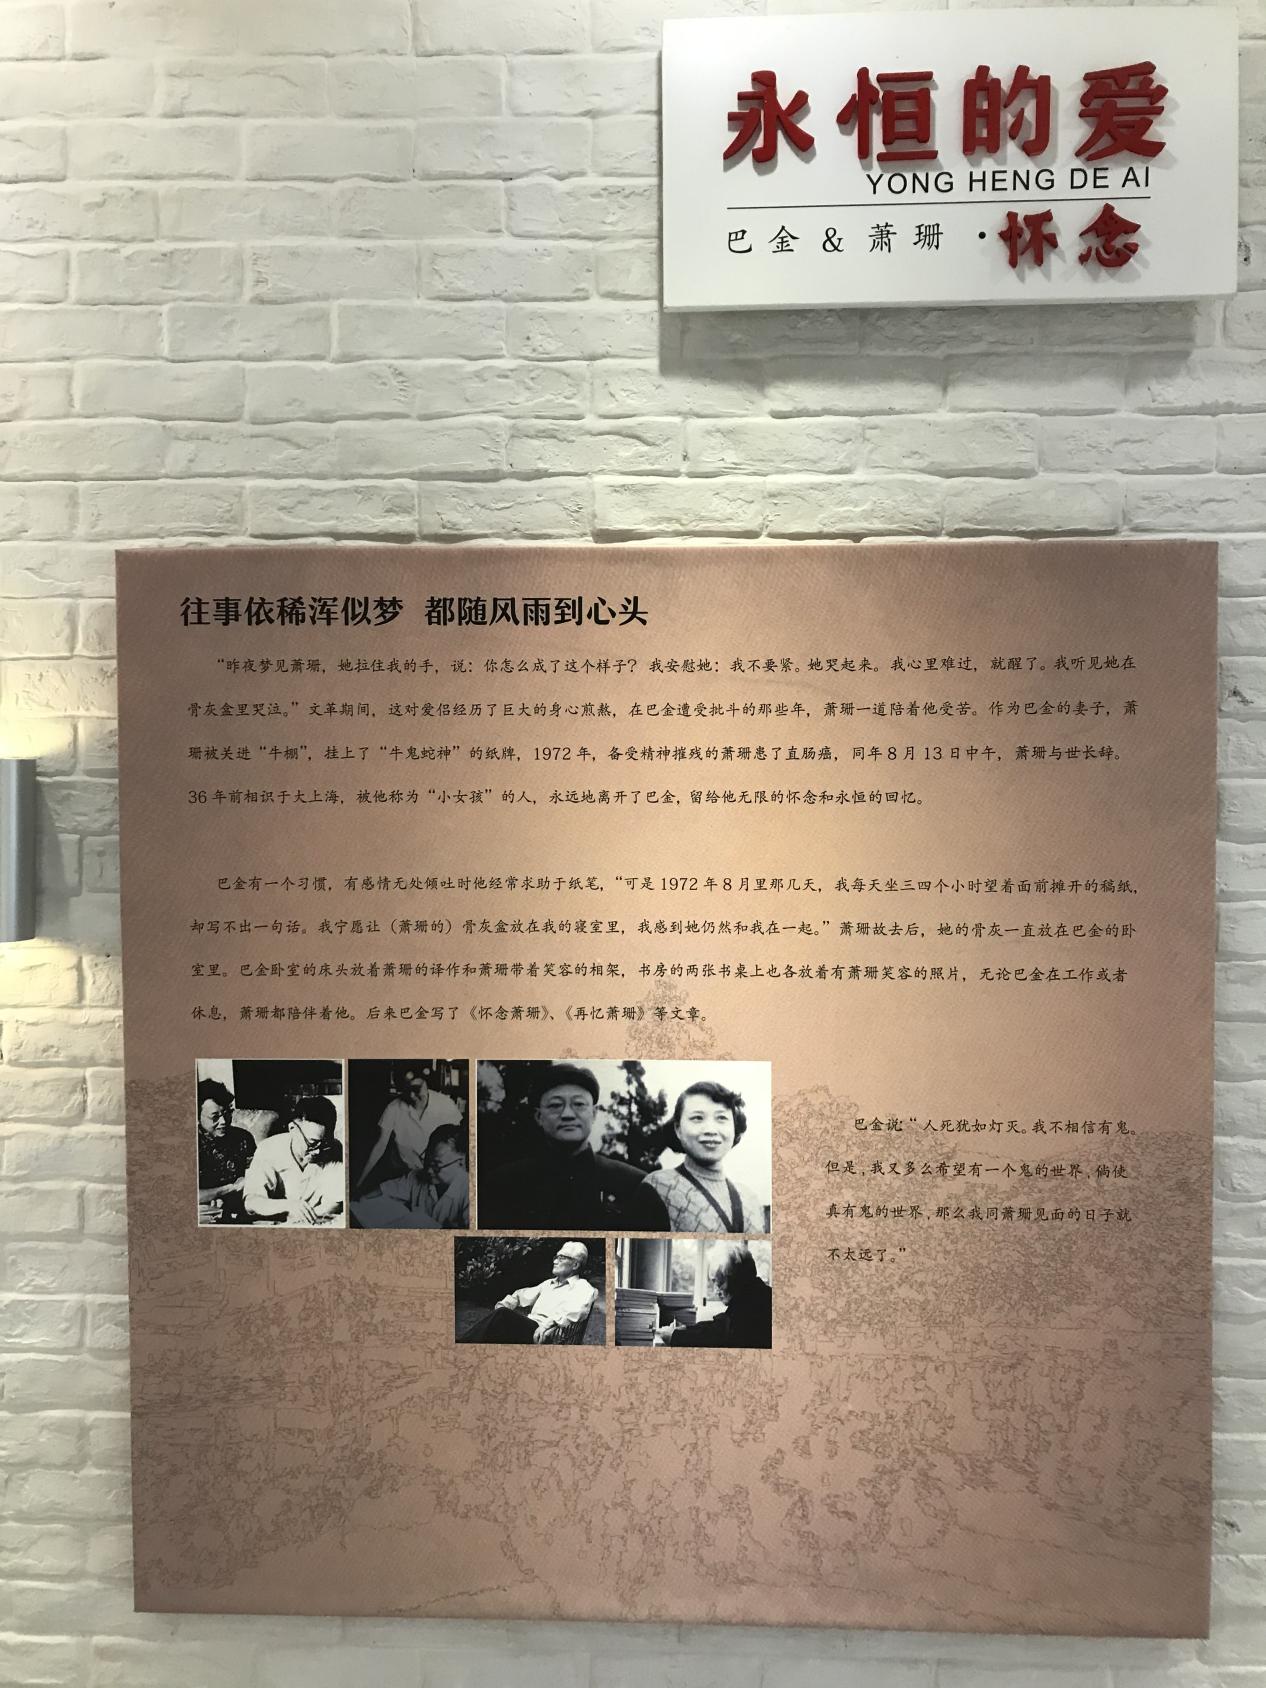 永恒的爱
YONG HENG DE AI
巴金 & 萧珊 · 怀念
往事依稀浑似梦 都随风雨到心头
“昨夜梦见萧珊，她拉住我的手，说：你怎么成了这个样子？我安慰她：我不要紧。她哭起来。我心里难过，就醒了。我听见她在
骨灰盒里哭泣。”文革期间，这对爱侣经历了巨大的身心煎熬，在巴金遭受批斗的那些年，萧珊一道陪着他受苦。作为巴金的妻子，萧
珊被关进“牛棚”，挂上了“牛鬼蛇神”的纸牌，1972 年，备受精神摧残的萧珊患了直肠癌，同年 8 月 13 日中午，萧珊与世长辞。
36 年前相识于大上海，被他称为“小女孩”的人，永远地离开了巴金，留给他无限的怀念和永恒的回忆。
巴金有一个习惯，有感情无处倾吐时他经常求助于纸笔，“可是 1972 年 8 月里那几天，我每天坐三四个小时望着面前摊开的稿纸，
却写不出一句话。我宁愿让（萧珊的）骨灰盒放在我的寝室里，我感到她仍然和我在一起。”萧珊故去后，她的骨灰一直放在巴金的卧
室里。巴金卧室的床头放着萧珊的译作和萧珊带着笑容的相架，书房的两张书桌上也各放着有萧珊笑容的照片，无论巴金在工作或者
休息，萧珊都陪伴着他。后来巴金写了《怀念萧珊》、《再忆萧珊》等文章。
巴金说：“人死犹如灯灭。我不相信有鬼。
但是，我又多么希望有一个鬼的世界，倘使
真有鬼的世界，那么我同萧珊见面的日子就
不太远了。”